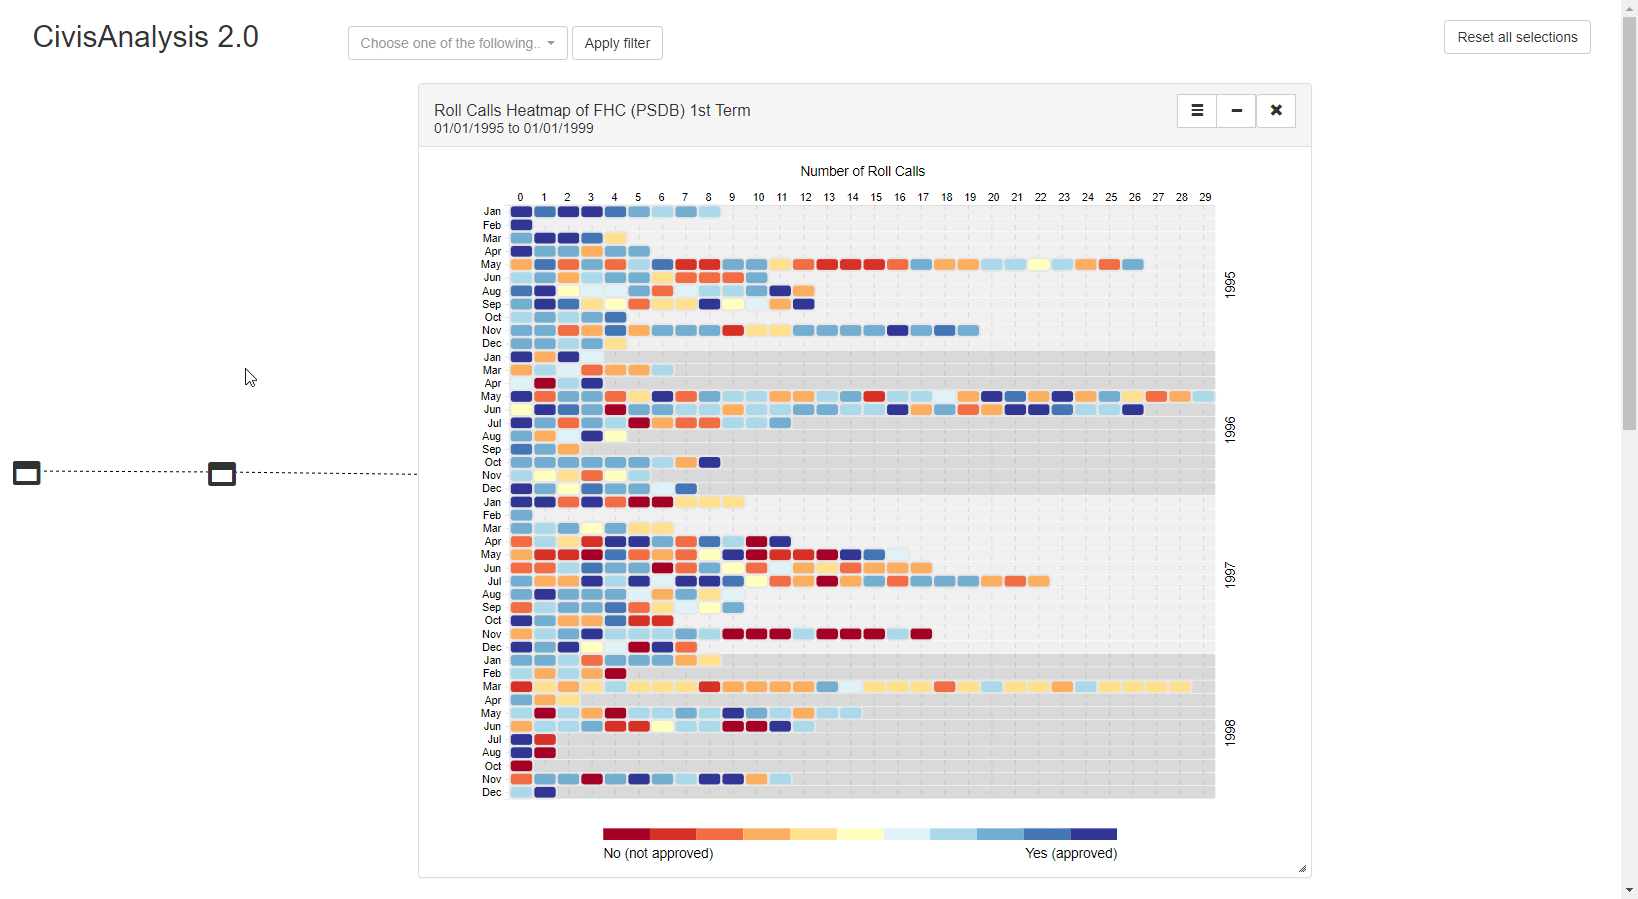 CivisAnalysis 2.0
Choose one of the following..
Apply filter
Reset all selections
Roll Calls Heatmap of FHC (PSDB) 1st Term
01/01/1995 to 01/01/1999
Number of Roll Calls
0 1 2 3 4 5 6 7 8 9 10 11 12 13 14 15 16 17 18 19 20 21 22 23 24 25 26 27 28 29
Jan
Feb
Mar
Apr
May
Jun
Aug
Sep
Oct
Nov
Dec
1995
Jan
Mar
Apr
May
Jun
Jul
Aug
Sep
Oct
Nov
Dec
1996
Jan
Feb
Mar
Apr
May
Jun
Jul
Aug
Sep
Oct
Nov
Dec
1997
Jan
Feb
Mar
Apr
May
Jun
Jul
Aug
Oct
Nov
Dec
1998
No (not approved)
Yes (approved)